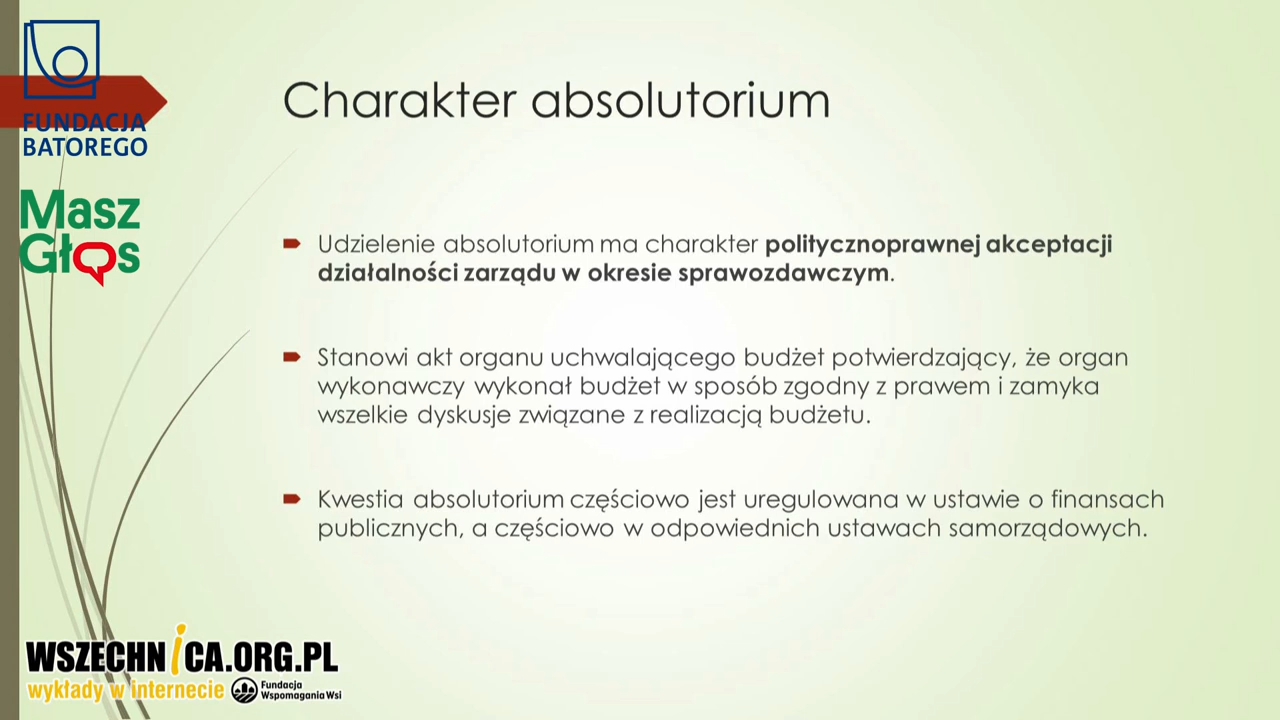 FUNDACJA
BATOREGO
Masz
Głos
Charakter absolutorium
Udzielenie absolutorium ma charakter politycznoprawnej akceptacji
działalności zarządu w okresie sprawozdawczym.
Stanowi akt organu uchwalającego budżet potwierdzający, że organ
wykonawczy wykonał budżet w sposób zgodny z prawem i zamyka
wszelkie dyskusje związane z realizacją budżetu.
Kwestia absolutorium częściowo jest uregulowana w ustawie o finansach
publicznych, a częściowo w odpowiednich ustawach samorządowych.
WSZECHNiCA.ORG.PL
wykłady w internecie
Fundacja
Wspomagania Wsi